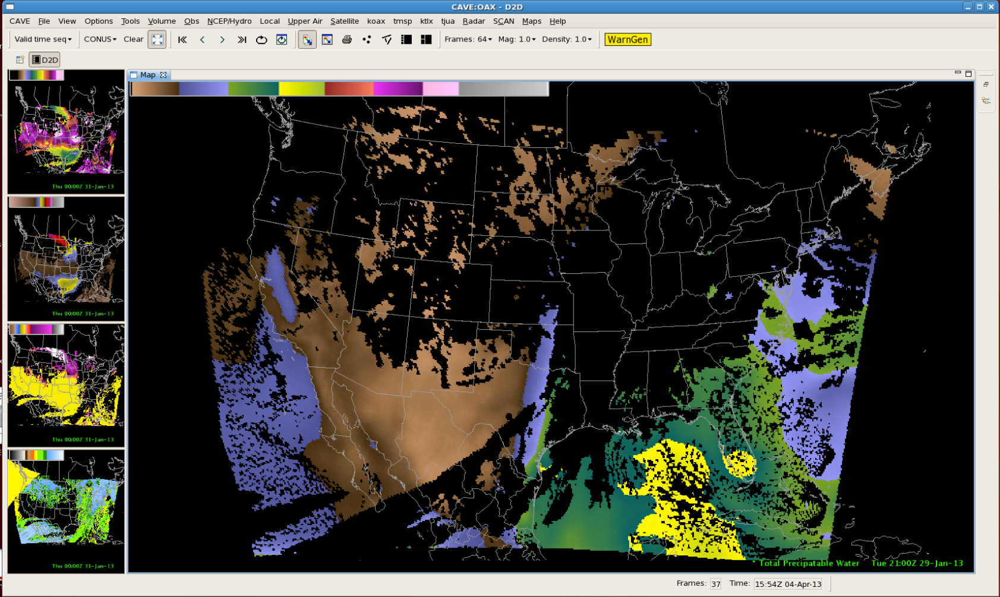 CAVE:OAX - D2D
CAVE File View Options Tools Volume Obs NCEP/Hydro Local Upper Air Satellite koax tmsp ktlx tjua Radar SCAN Maps Help
Valid time seq CONUS Clear Frames: 64 Mag: 1.0 Density: 1.0 WarnGen
D2D
Map
Thu 00:00Z 31-Jan-13
Thu 00:00Z 31-Jan-13
Thu 00:00Z 31-Jan-13
Thu 00:00Z 31-Jan-13
* Total Precipatable Water Tue 21:00Z 29-Jan-13
Frames: 37 Time: 15:54Z 04-Apr-13